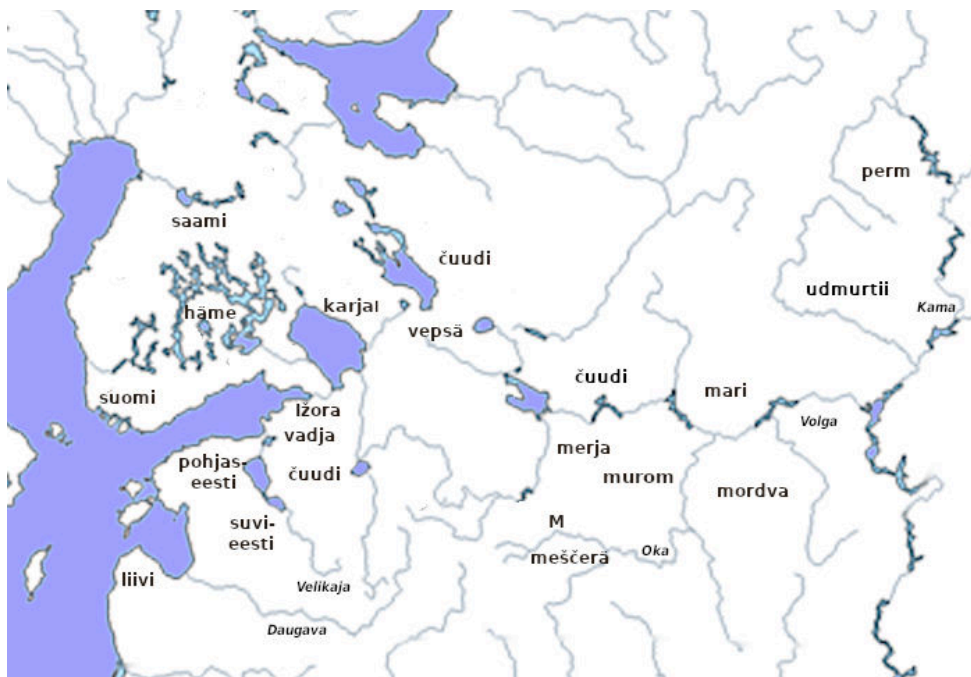 perm
saami
čuudi
udmurtii
häme
karjal
Kama
vepsä
čuudi
mari
suomi
Ižora
Volga
vadja
merja
pohjas-
eesti
čuudi
murom
mordva
suvi-
eesti
M
meščerä
Oka
liivi
Velikaja
Daugava